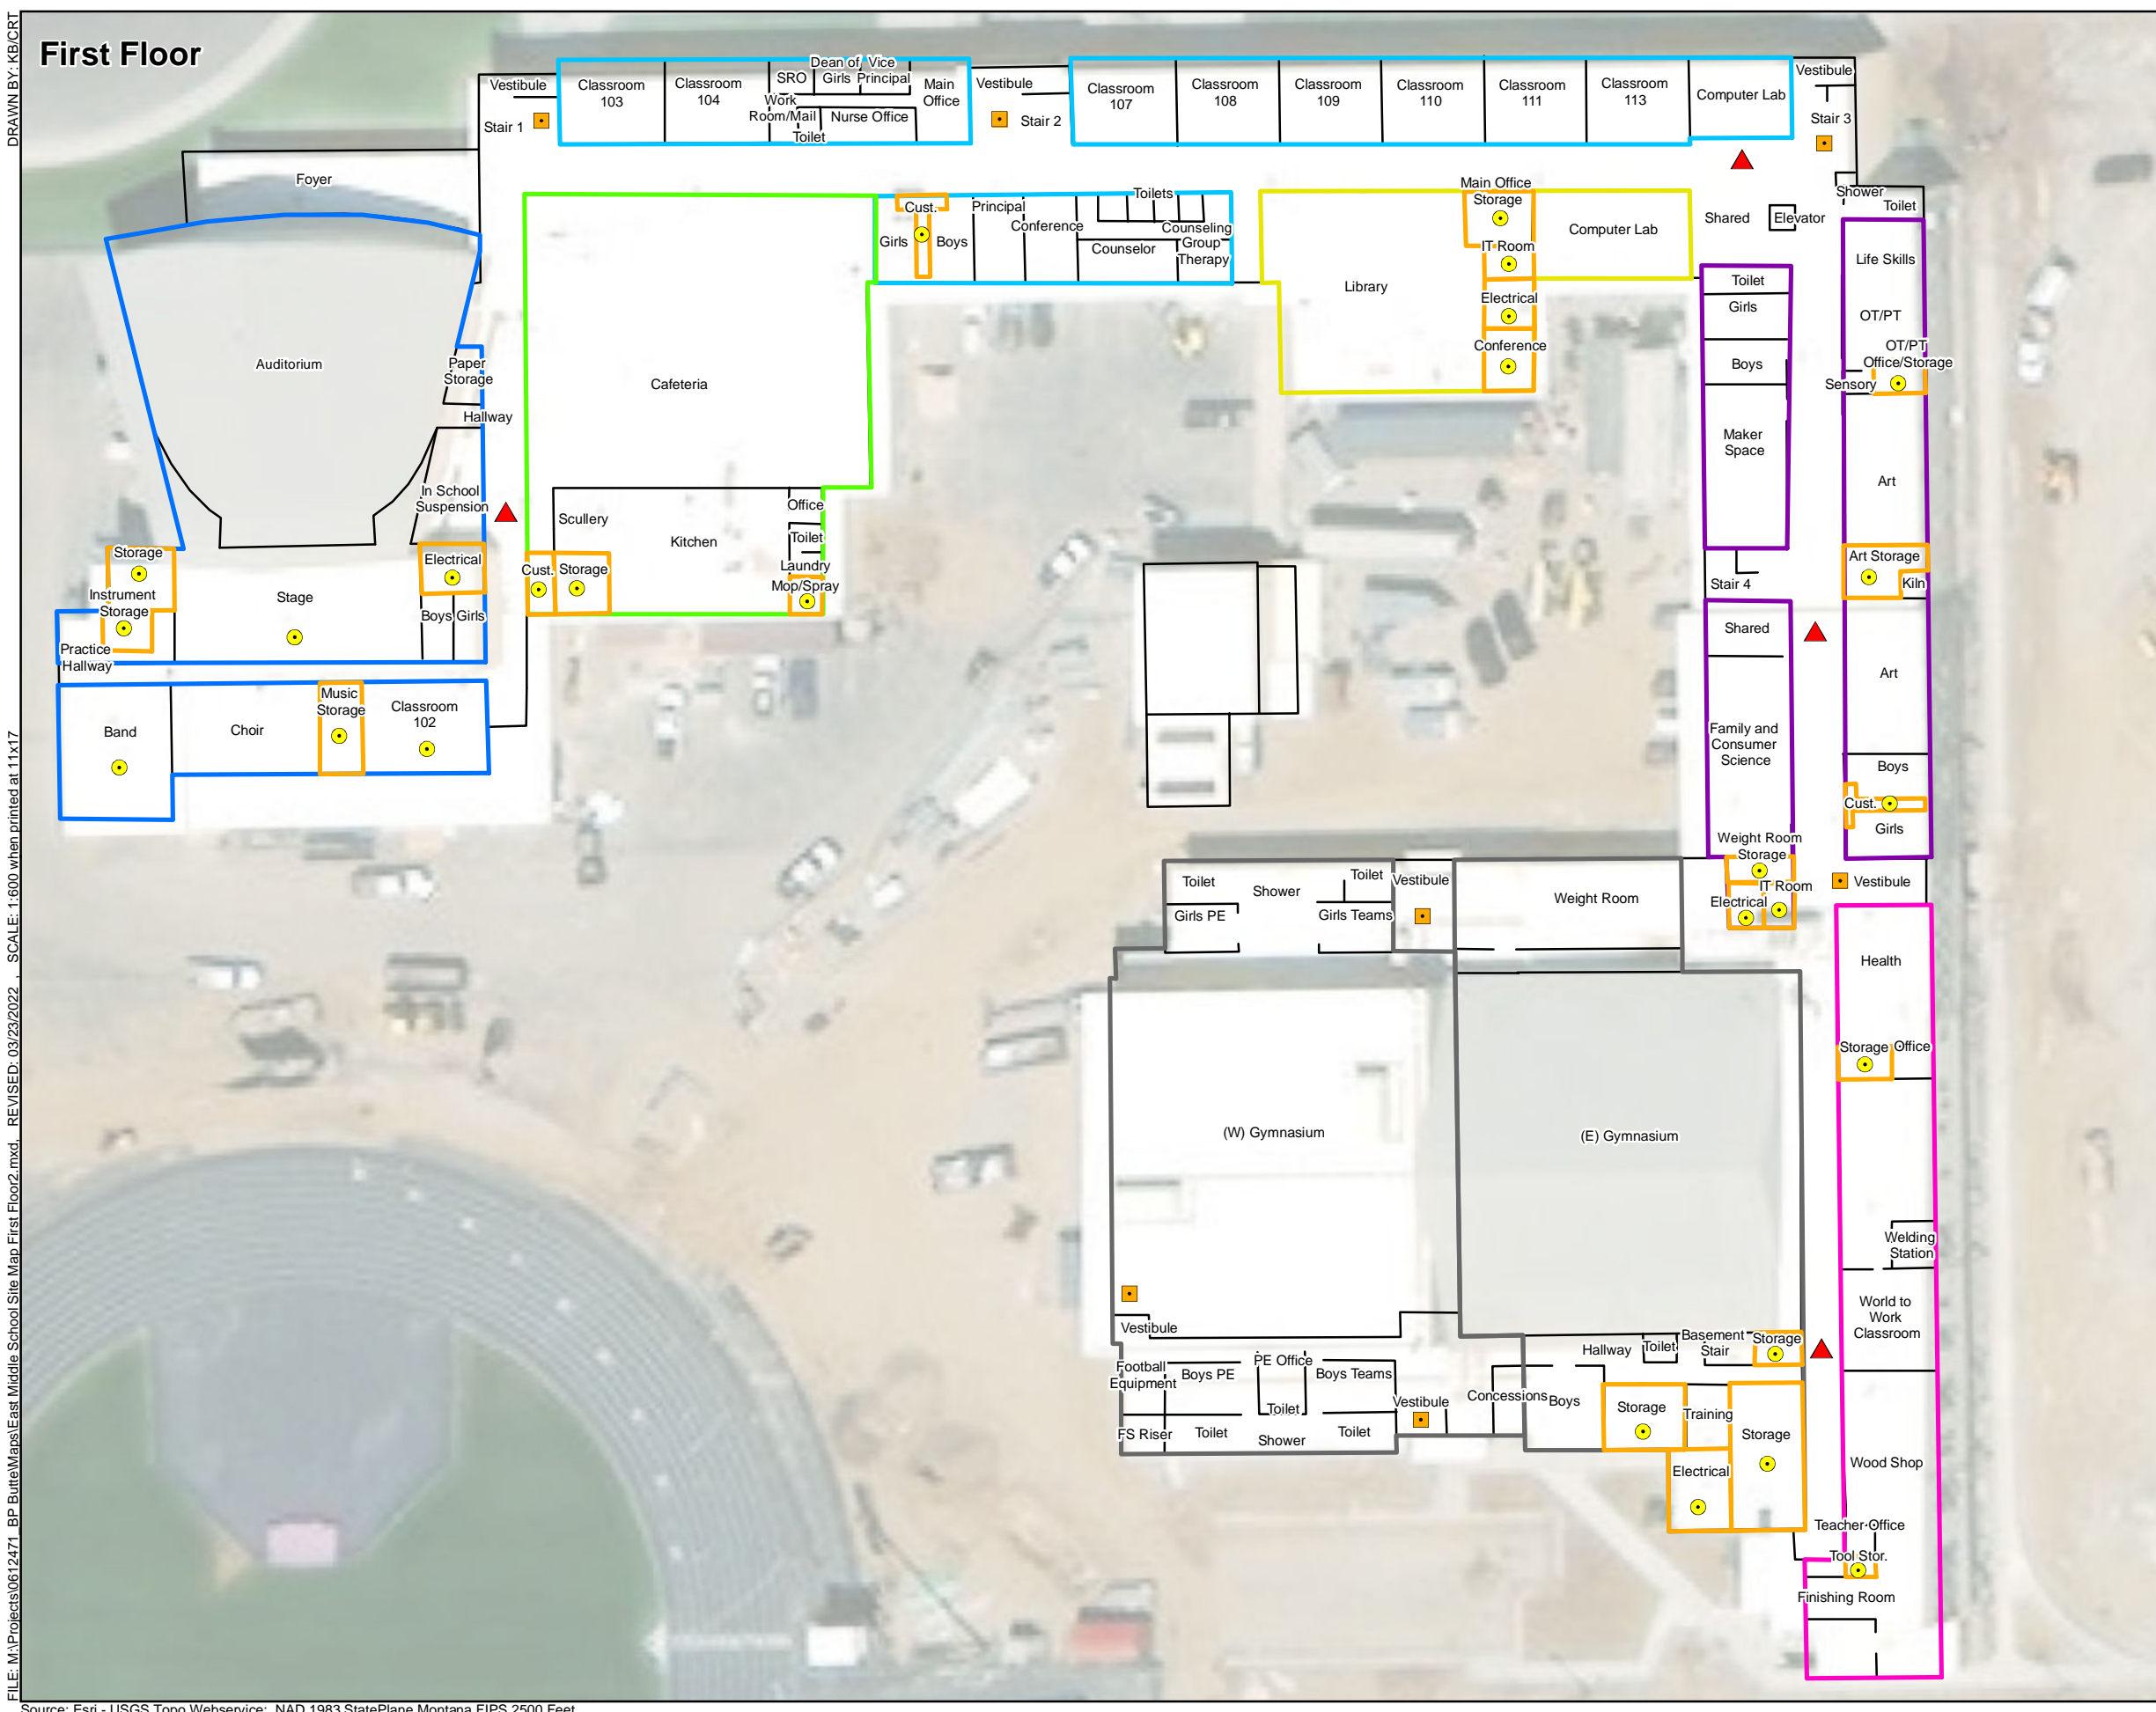 First Floor
DRAWN BY: KB/CRT
SCALE: 1:600 when printed at 11x17
REVISED: 03/23/2022 ,
FILE: M:\Projects\0612471_BP Butte\Maps\East Middle School Site Map First Floor2.mxd,
Vestibule
Stair 1
Classroom
103
Classroom
104
SRO
Dean of
Girls
Vice
Principal
Main
Office
Work
Room/Mail
Nurse Office
Toilet
Vestibule
Stair 2
Classroom
107
Classroom
108
Classroom
109
Classroom
110
Classroom
111
Classroom
113
Computer Lab
Vestibule
Stair 3
Foyer
Auditorium
Paper
Storage
Hallway
In School
Suspension
Cafeteria
Cust.
Girls
Boys
Principal
Conference
Toilets
Counselor
Counseling
Group
Therapy
Library
Main Office
Storage
IT Room
Electrical
Conference
Computer Lab
Shared
Elevator
Shower
Toilet
Toilet
Girls
Boys
Maker
Space
Stair 4
Life Skills
OT/PT
OT/PT
Office/Storage
Sensory
Art
Art Storage
Kiln
Scullery
Kitchen
Office
Toilet
Laundry
Mop/Spray
Cust.
Storage
Storage
Instrument
Storage
Practice
Hallway
Stage
Electrical
Boys
Girls
Band
Choir
Music
Storage
Classroom
102
Shared
Family and
Consumer
Science
Art
Boys
Cust.
Girls
Weight Room
Storage
IT Room
Electrical
Vestibule
Toilet
Shower
Toilet
Girls PE
Girls Teams
Vestibule
Weight Room
Health
Storage
Office
(W) Gymnasium
(E) Gymnasium
Welding
Station
World to
Work
Classroom
Vestibule
Football
Equipment
Boys PE
PE Office
Boys Teams
Toilet
FS Riser
Toilet
Shower
Toilet
Vestibule
Concessions
Boys
Hallway
Toilet
Basement
Stair
Storage
Storage
Training
Storage
Electrical
Wood Shop
Teacher Office
Tool Stor.
Finishing Room
Source: Esri - USGS Topo Webservice; NAD 1983 StatePlane Montana FIPS 2500 Feet